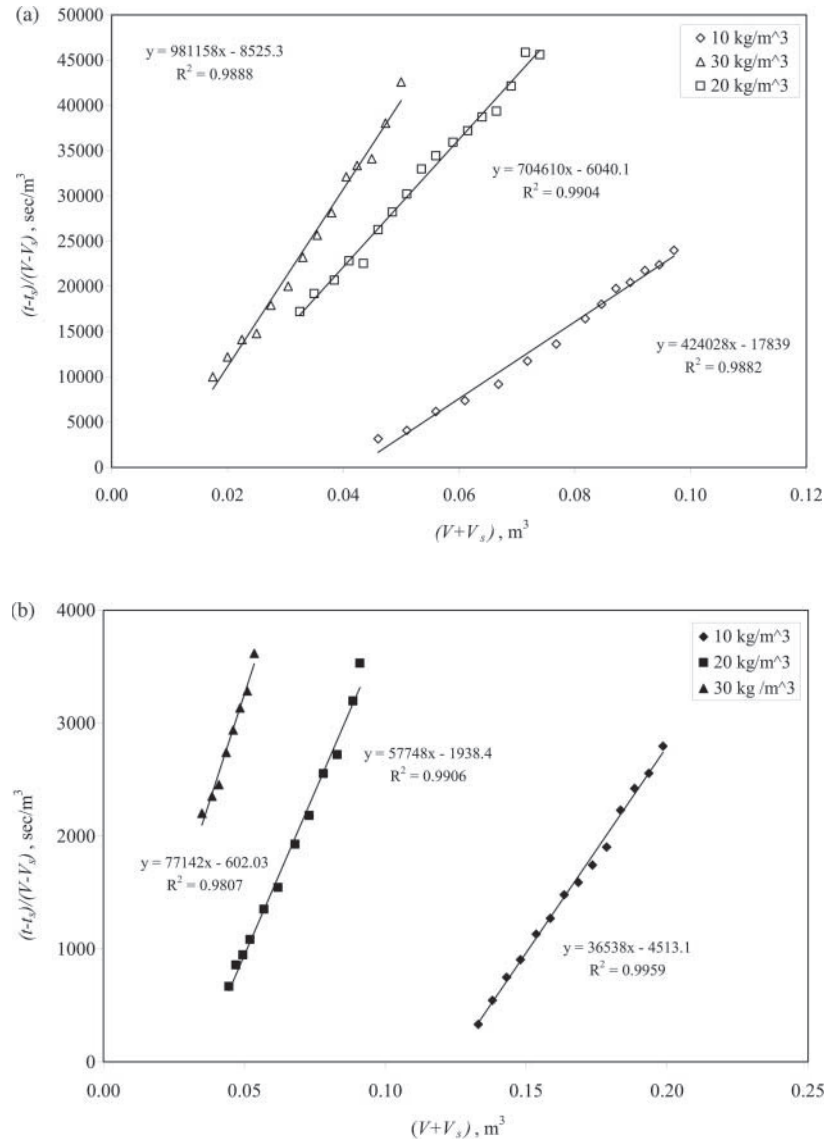 (a)
50000
45000
40000
35000
30000
25000
20000
15000
10000
5000
0
(t-tₛ)/(V-Vₛ) , sec/m³
y = 981158x - 8525.3
R² = 0.9888
◇ 10 kg/m^3
△ 30 kg/m^3
□ 20 kg/m^3
y = 704610x - 6040.1
R² = 0.9904
y = 424028x - 17839
R² = 0.9882
0.00 0.02 0.04 0.06 0.08 0.10 0.12
(V+Vₛ) , m³
(b)
4000
3000
2000
1000
0
(t-tₛ)/(V-Vₛ) , sec/m³
◆ 10 kg/m^3
■ 20 kg/m^3
▲ 30 kg /m^3
y = 57748x - 1938.4
R² = 0.9906
y = 77142x - 602.03
R² = 0.9807
y = 36538x - 4513.1
R² = 0.9959
0.00 0.05 0.10 0.15 0.20 0.25
(V+Vₛ) , m³